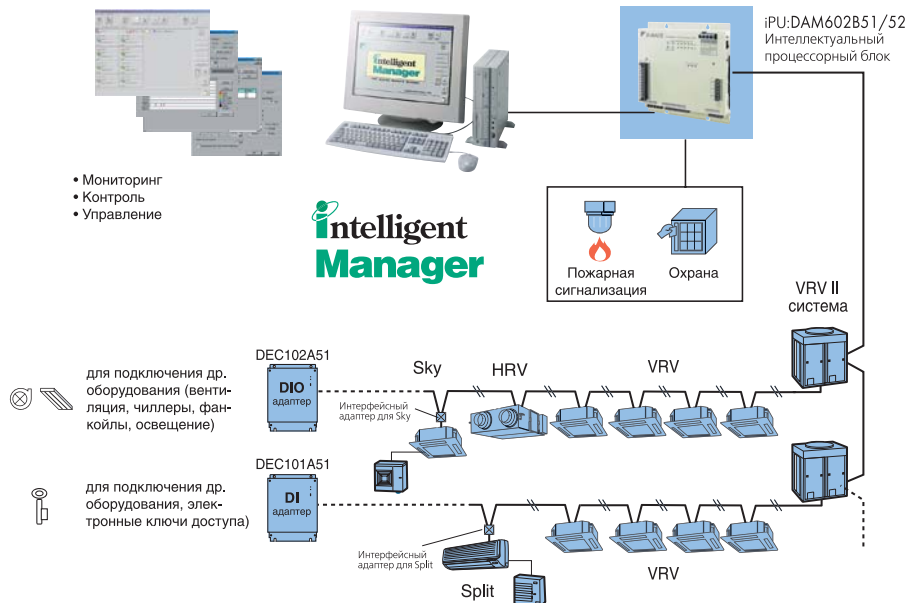 iPU:DAM602B51/52
Интеллектуальный
процессорный блок
intelligent
Manager
• Мониторинг
• Контроль
• Управление
intelligent
Manager
Пожарная
сигнализация
Охрана
VRV II
система
DEC102A51
для подключения др.
оборудования (венти-
ляция, чиллеры, фан-
койлы, освещение)
DIO
адаптер
Sky
HRV
VRV
Интерфейсный
адаптер для Sky
DEC101A51
для подключения др.
оборудования, элек-
тронные ключи доступа)
DI
адаптер
Интерфейсный
адаптер для Split
Split
VRV